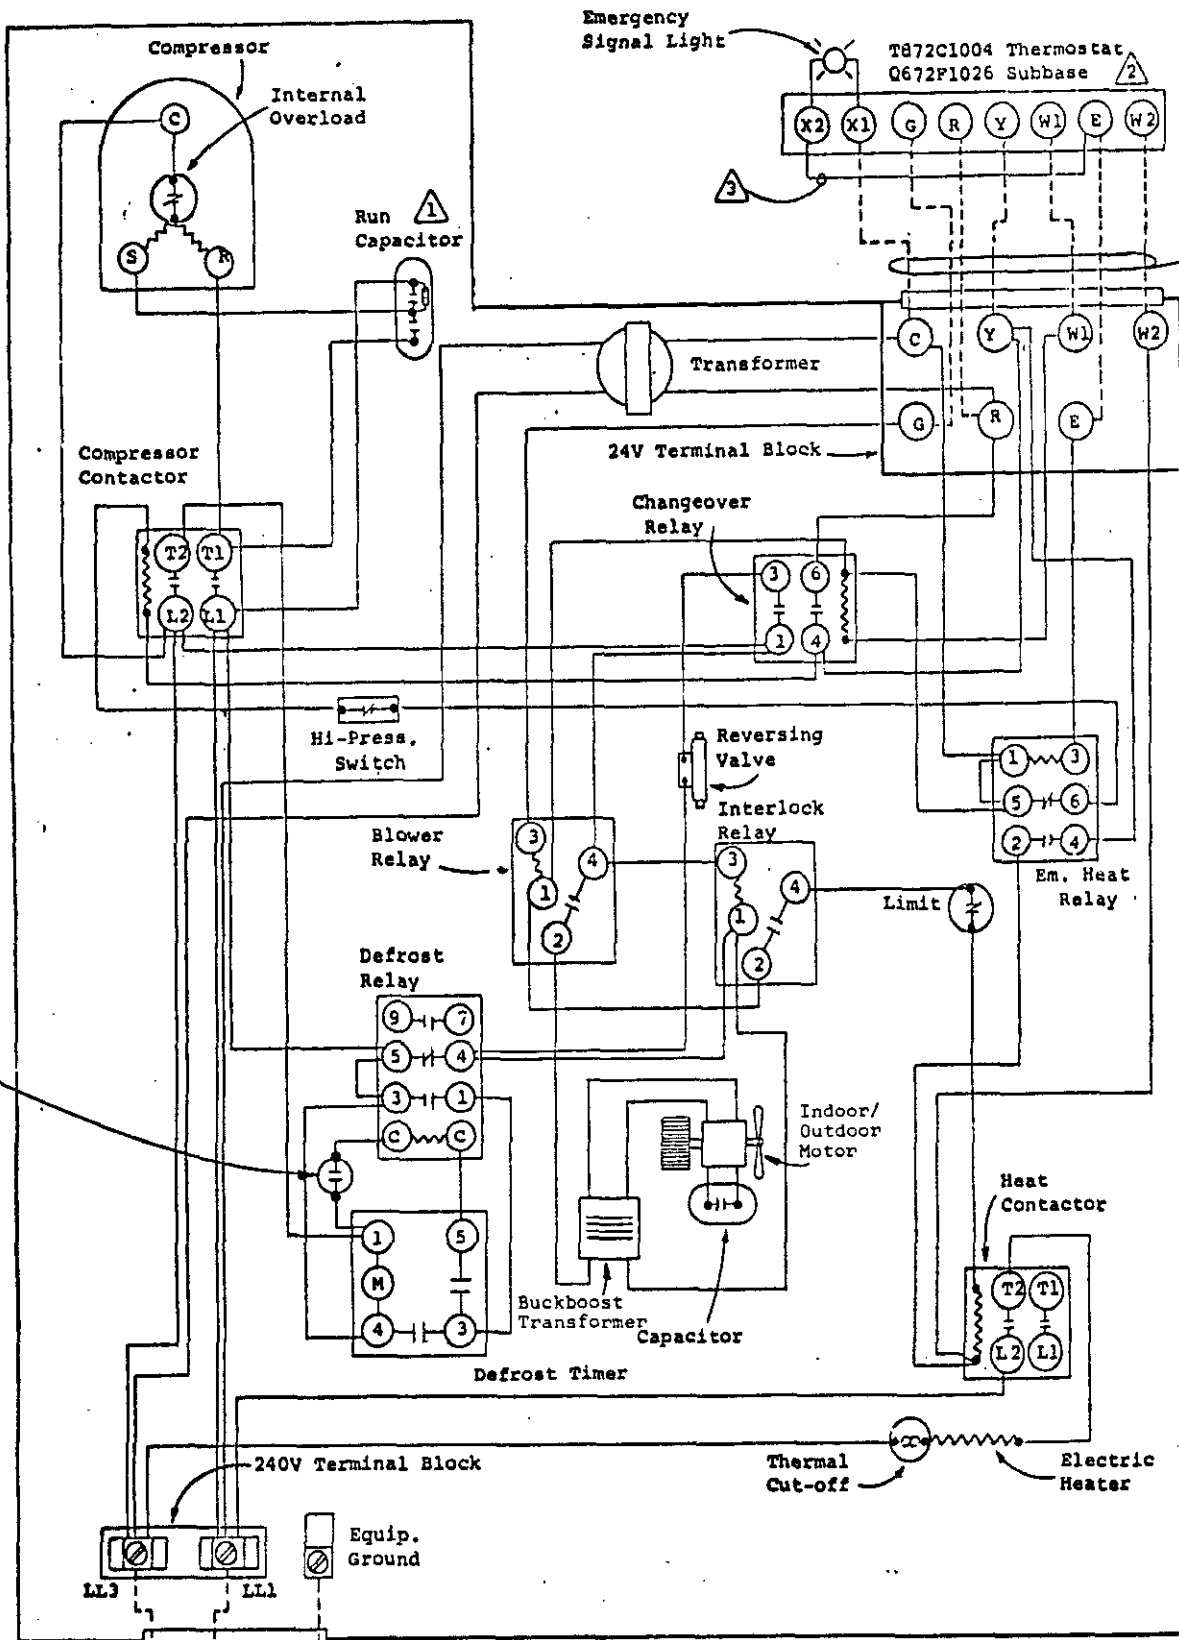 Emergency
Signal Light
T872C1004 Thermostat
Q672F1026 Subbase
2
X2 X1 G R Y W1 E W2
3
Compressor
Internal
Overload
C
S R
Run
Capacitor
1
Transformer
C Y W1 W2
G R E
24V Terminal Block
Compressor
Contactor
T2 T1
L2 L1
Changeover
Relay
3 6
1 4
Hi-Press.
Switch
Reversing
Valve
1 3
5 6
2 4
Em. Heat
Relay
Blower
Relay
3 4
1
2
Interlock
Relay
3 4
1
2
Limit
Defrost
Relay
9 7
5 4
3 1
C C
Indoor/
Outdoor
Motor
Heat
Contactor
T2 T1
L2 L1
1 5
M
4 3
Defrost Timer
Buckboost
Transformer
Capacitor
Thermal
Cut-off
Electric
Heater
240V Terminal Block
LL3 LL1
Equip.
Ground